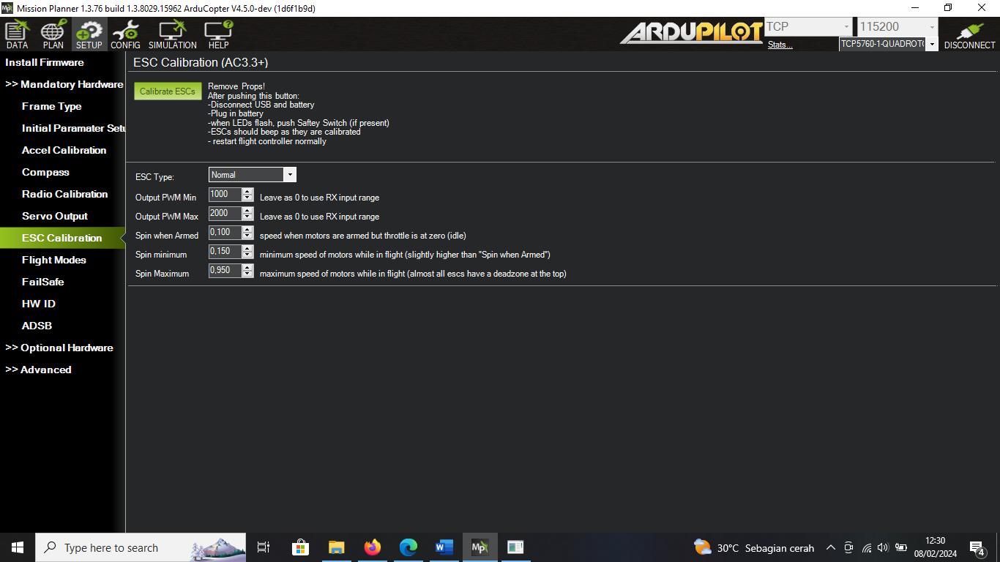 Mission Planner 1.3.76 build 1.3.8029.15962 ArduCopter V4.5.0-dev (1d6f1b9d)
DATA PLAN SETUP CONFIG SIMULATION HELP
ARDUPILOT
TCP 115200
Stats... TCP5760-1-QUADROT
DISCONNECT
Install Firmware
>> Mandatory Hardware
Frame Type
Initial Paramater Setu
Accel Calibration
Compass
Radio Calibration
Servo Output
ESC Calibration
Flight Modes
FailSafe
HW ID
ADSB
>> Optional Hardware
>> Advanced
ESC Calibration (AC3.3+)
Calibrate ESCs
Remove Props!
After pushing this button:
-Disconnect USB and battery
-Plug in battery
-when LEDs flash, push Saftey Switch (if present)
-ESCs should beep as they are calibrated
- restart flight controller normally
ESC Type: Normal
Output PWM Min 1000 Leave as 0 to use RX input range
Output PWM Max 2000 Leave as 0 to use RX input range
Spin when Armed 0,100 speed when motors are armed but throttle is at zero (idle)
Spin minimum 0,150 minimum speed of motors while in flight (slightly higher than "Spin when Armed")
Spin Maximum 0,950 maximum speed of motors while in flight (almost all escs have a deadzone at the top)
Type here to search
W
Mp
30°C Sebagian cerah
12:30
08/02/2024
4